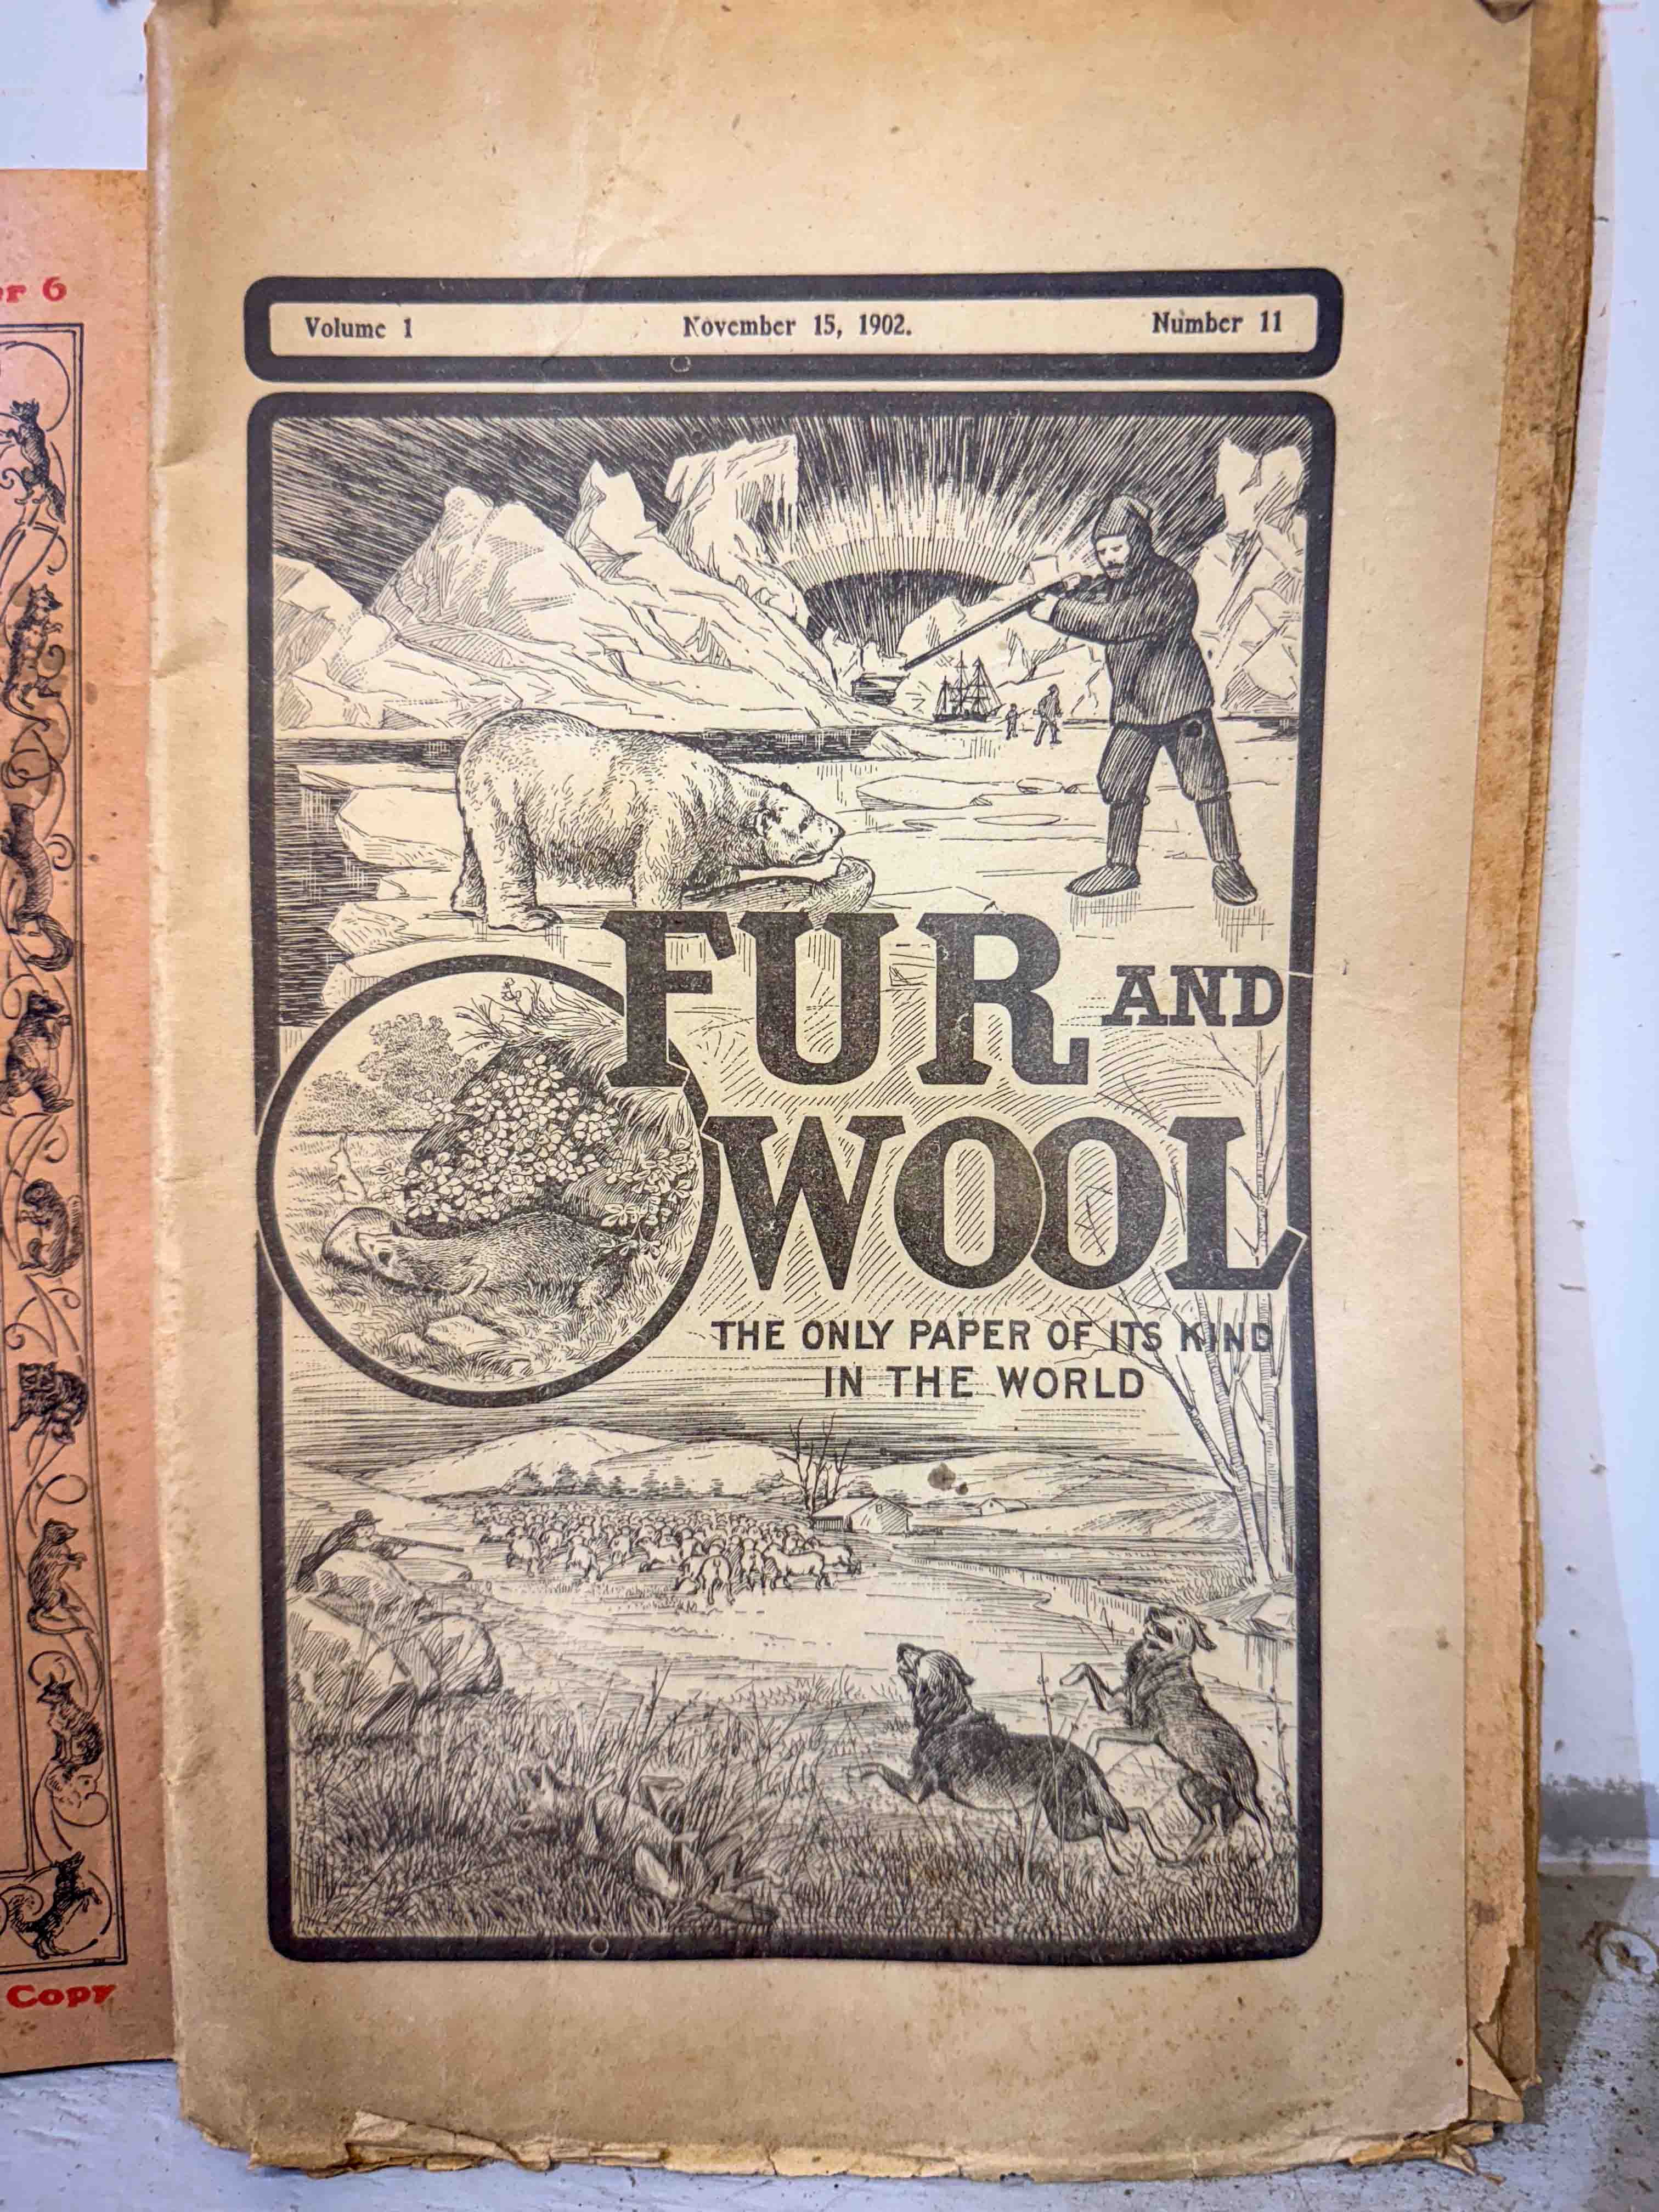 er 6
Volume 1 November 15, 1902. Number 11
FUR AND
WOOL
THE ONLY PAPER OF ITS KIND
IN THE WORLD
Copy